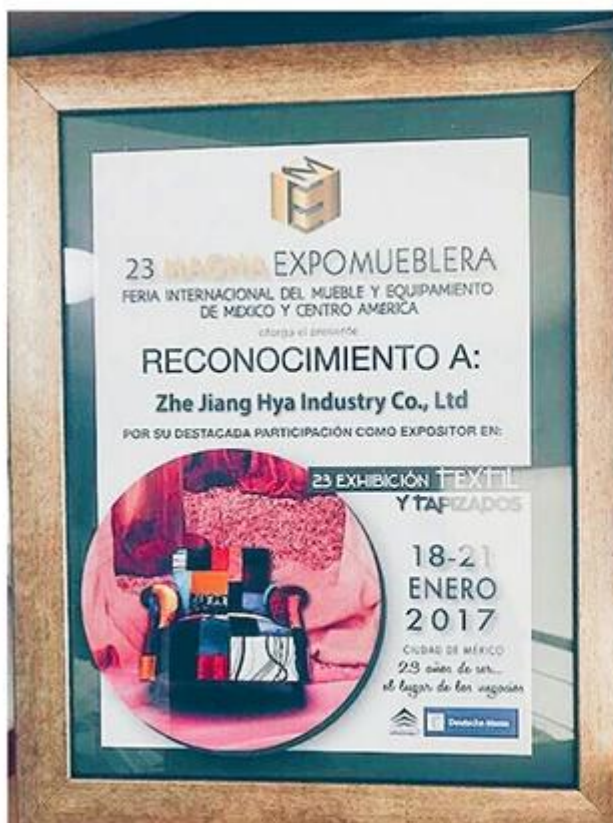 ME
23 MAGNA EXPOMUEBLERA
FERIA INTERNACIONAL DEL MUEBLE Y EQUIPAMIENTO
DE MEXICO Y CENTRO AMERICA
otorga el presente
RECONOCIMIENTO A:
Zhe Jiang Hya Industry Co., Ltd
POR SU DESTACADA PARTICIPACIÓN COMO EXPOSITOR EN:
23 EXHIBICIÓN TEXTIL
Y TAPIZADOS
18-21
ENERO
2017
CIUDAD DE MÉXICO
23 años de ser...
el lugar de los negocios
Deutsche Messe